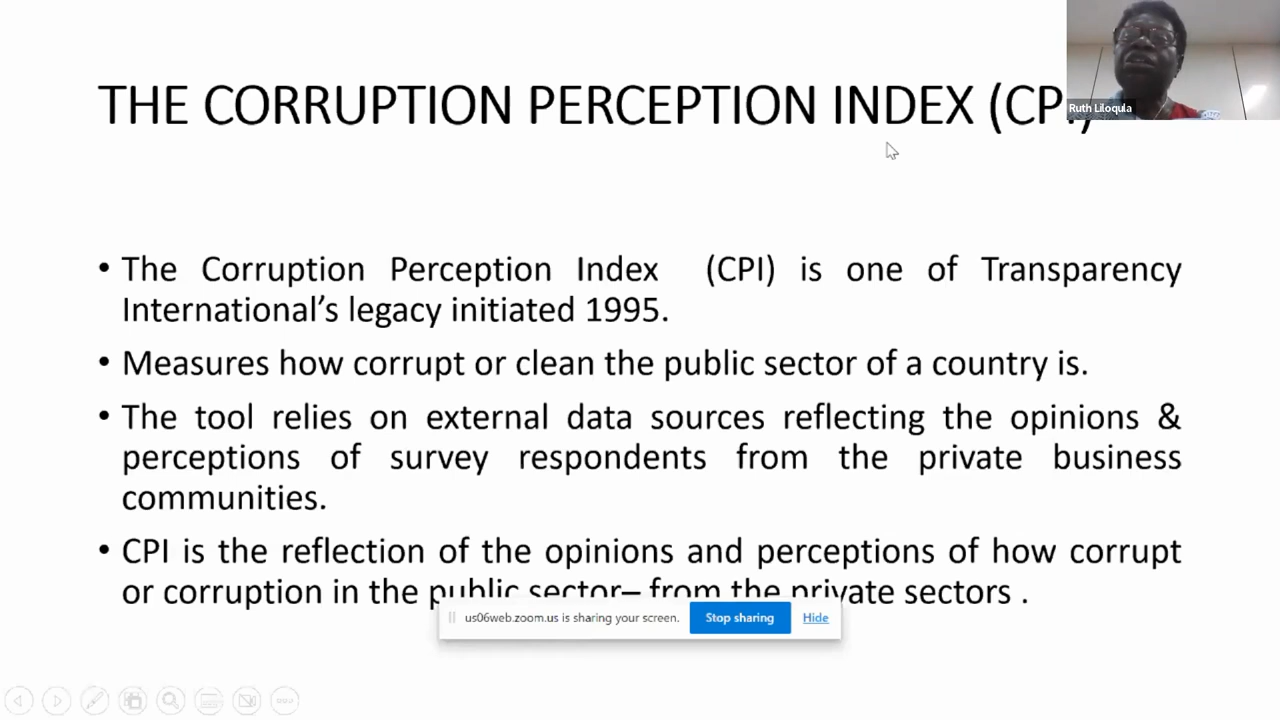 THE CORRUPTION PERCEPTION INDEX (CPI)
Ruth Liloqula
• The Corruption Perception Index (CPI) is one of Transparency
International’s legacy initiated 1995.
• Measures how corrupt or clean the public sector of a country is.
• The tool relies on external data sources reflecting the opinions &
perceptions of survey respondents from the private business
communities.
• CPI is the reflection of the opinions and perceptions of how corrupt
or corruption in the public sector– from the private sectors .
us06web.zoom.us is sharing your screen. Stop sharing Hide